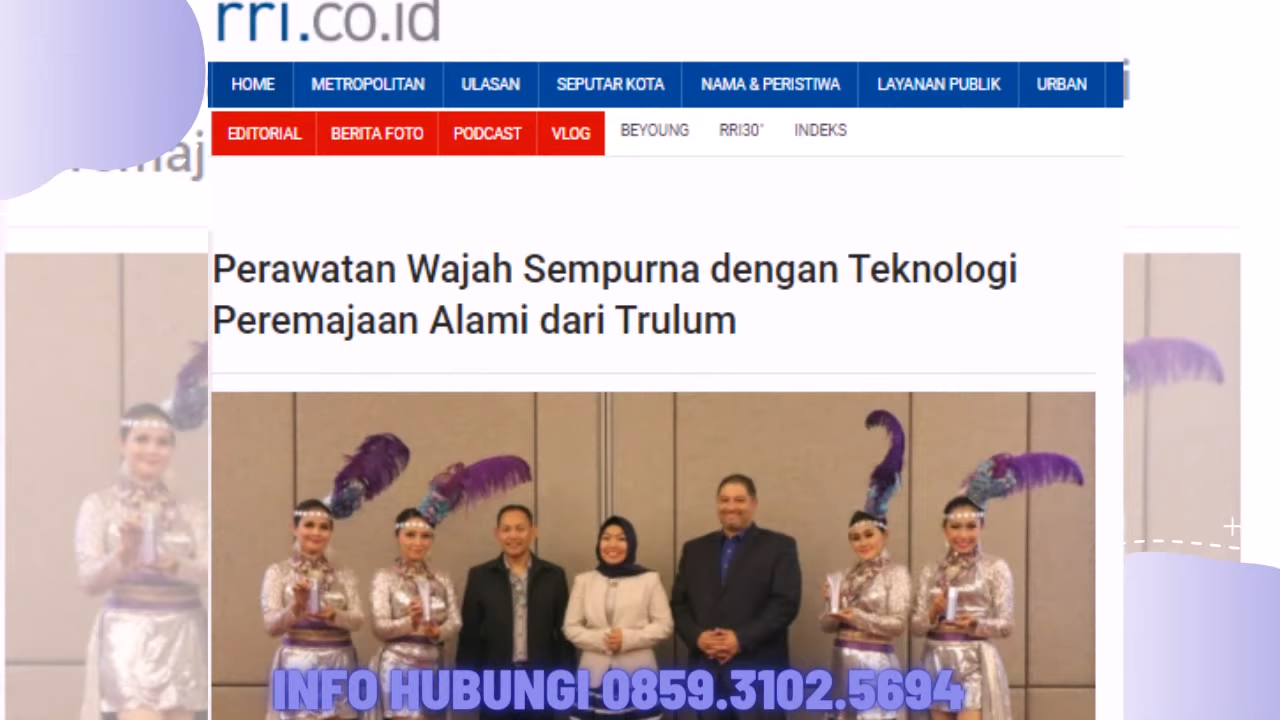 rri.co.id
HOME METROPOLITAN ULASAN SEPUTAR KOTA NAMA & PERISTIWA LAYANAN PUBLIK URBAN
EDITORIAL BERITA FOTO PODCAST VLOG BEYOUNG RRI30" INDEKS
Perawatan Wajah Sempurna dengan Teknologi
Peremajaan Alami dari Trulum
INFO HUBUNGI 0859.3102.5694